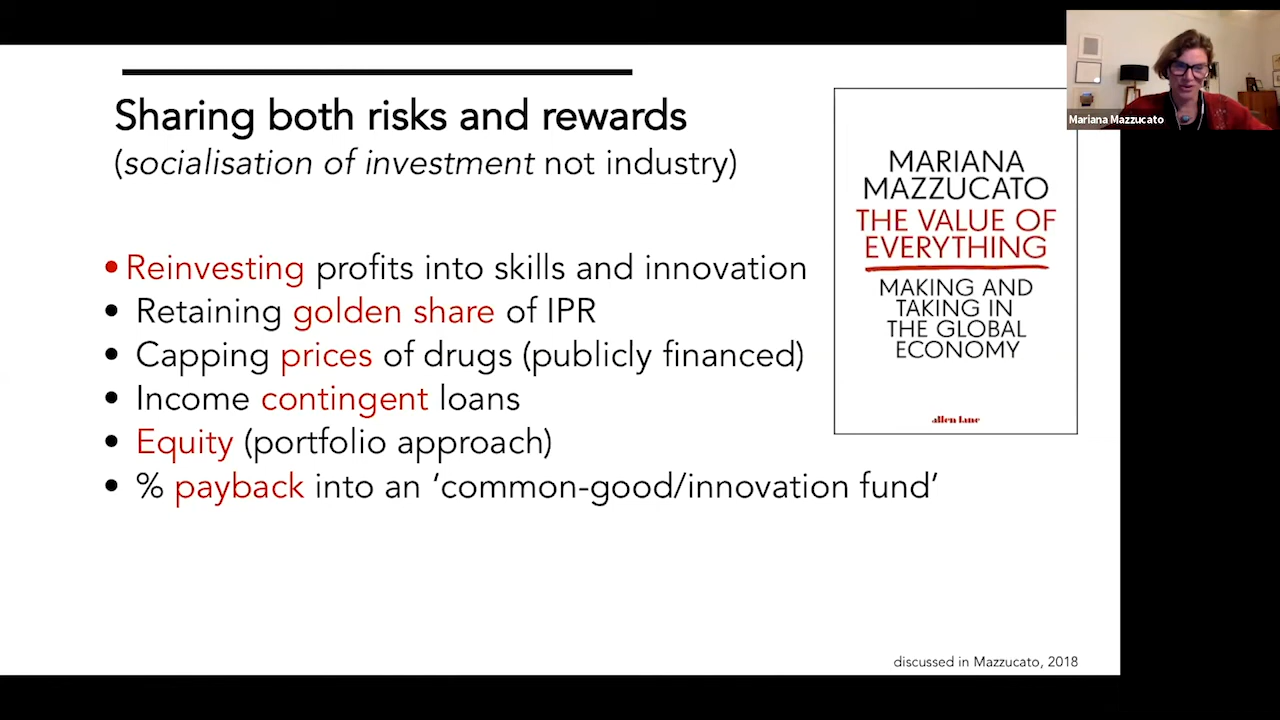 Sharing both risks and rewards
(socialisation of investment not industry)
• Reinvesting profits into skills and innovation
• Retaining golden share of IPR
• Capping prices of drugs (publicly financed)
• Income contingent loans
• Equity (portfolio approach)
• % payback into an ‘common-good/innovation fund’
MARIANA
MAZZUCATO
THE VALUE OF
EVERYTHING
MAKING AND
TAKING IN
THE GLOBAL
ECONOMY
allen lane
discussed in Mazzucato, 2018
Mariana Mazzucato